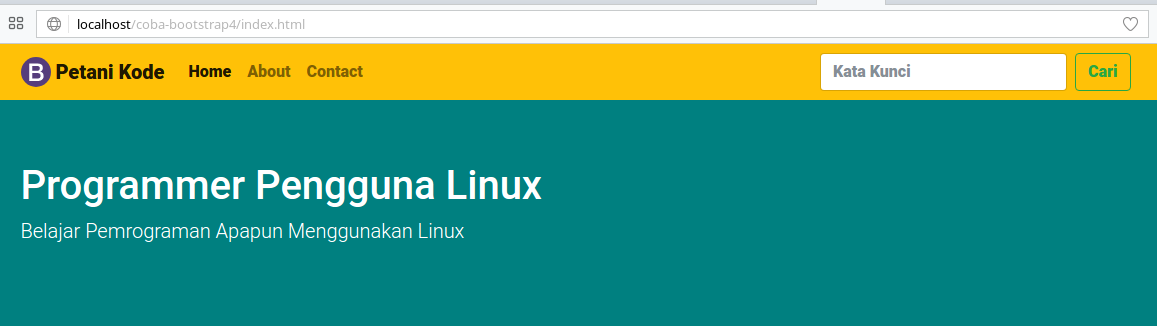 localhost/coba-bootstrap4/index.html
B Petani Kode Home About Contact Kata Kunci Cari
Programmer Pengguna Linux
Belajar Pemrograman Apapun Menggunakan Linux